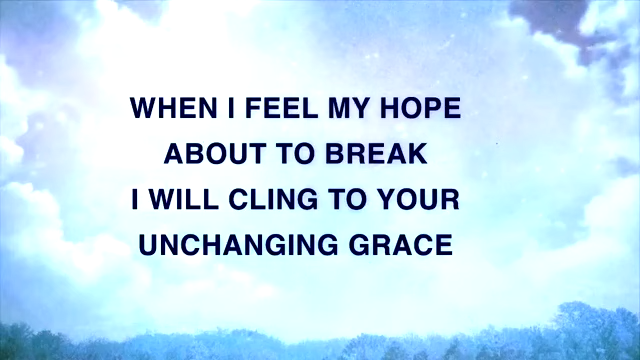 WHEN I FEEL MY HOPE
ABOUT TO BREAK
I WILL CLING TO YOUR
UNCHANGING GRACE